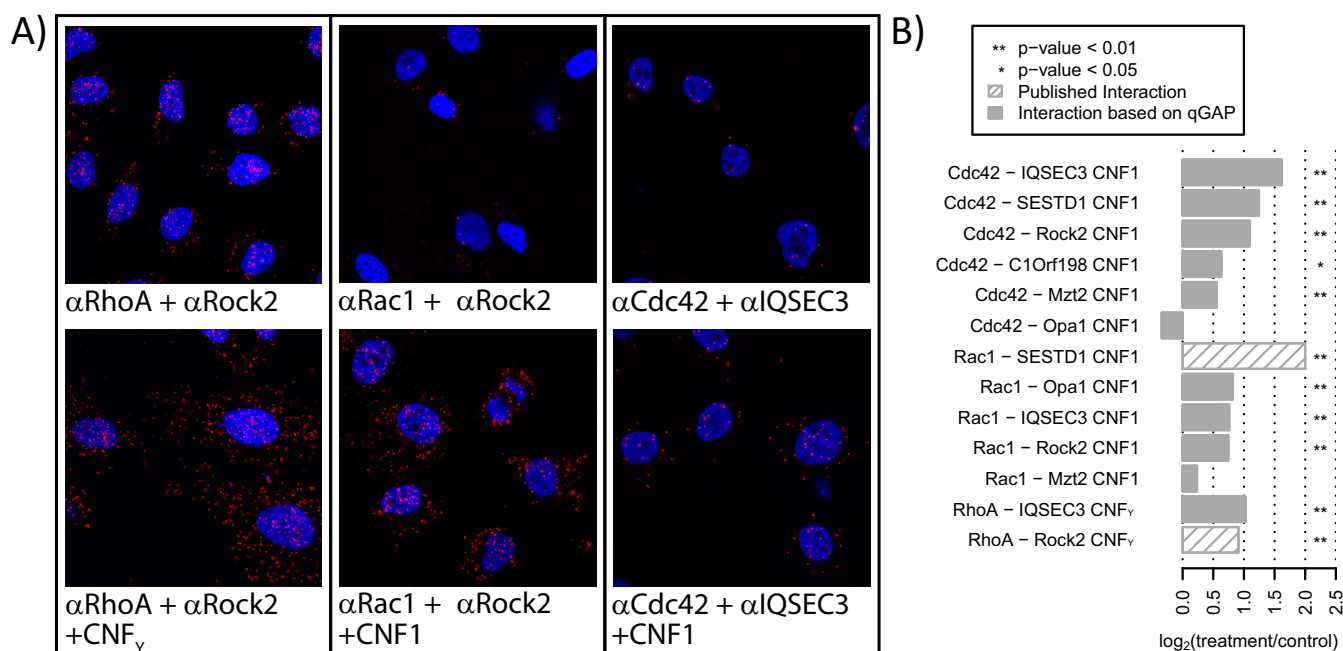 A)
αRhoA + αRock2
αRac1 + αRock2
αCdc42 + αIQSEC3
αRhoA + αRock2
+CNFᵧ
αRac1 + αRock2
+CNF1
αCdc42 + αIQSEC3
+CNF1
B)
** p−value < 0.01
* p−value < 0.05
Published Interaction
Interaction based on qGAP
Cdc42 − IQSEC3 CNF1 **
Cdc42 − SESTD1 CNF1 **
Cdc42 − Rock2 CNF1 **
Cdc42 − C1Orf198 CNF1 *
Cdc42 − Mzt2 CNF1 **
Cdc42 − Opa1 CNF1
Rac1 − SESTD1 CNF1 **
Rac1 − Opa1 CNF1 **
Rac1 − IQSEC3 CNF1 **
Rac1 − Rock2 CNF1 **
Rac1 − Mzt2 CNF1
RhoA − IQSEC3 CNFᵧ **
RhoA − Rock2 CNFᵧ **
0.0 0.5 1.0 1.5 2.0 2.5
log₂(treatment/control)